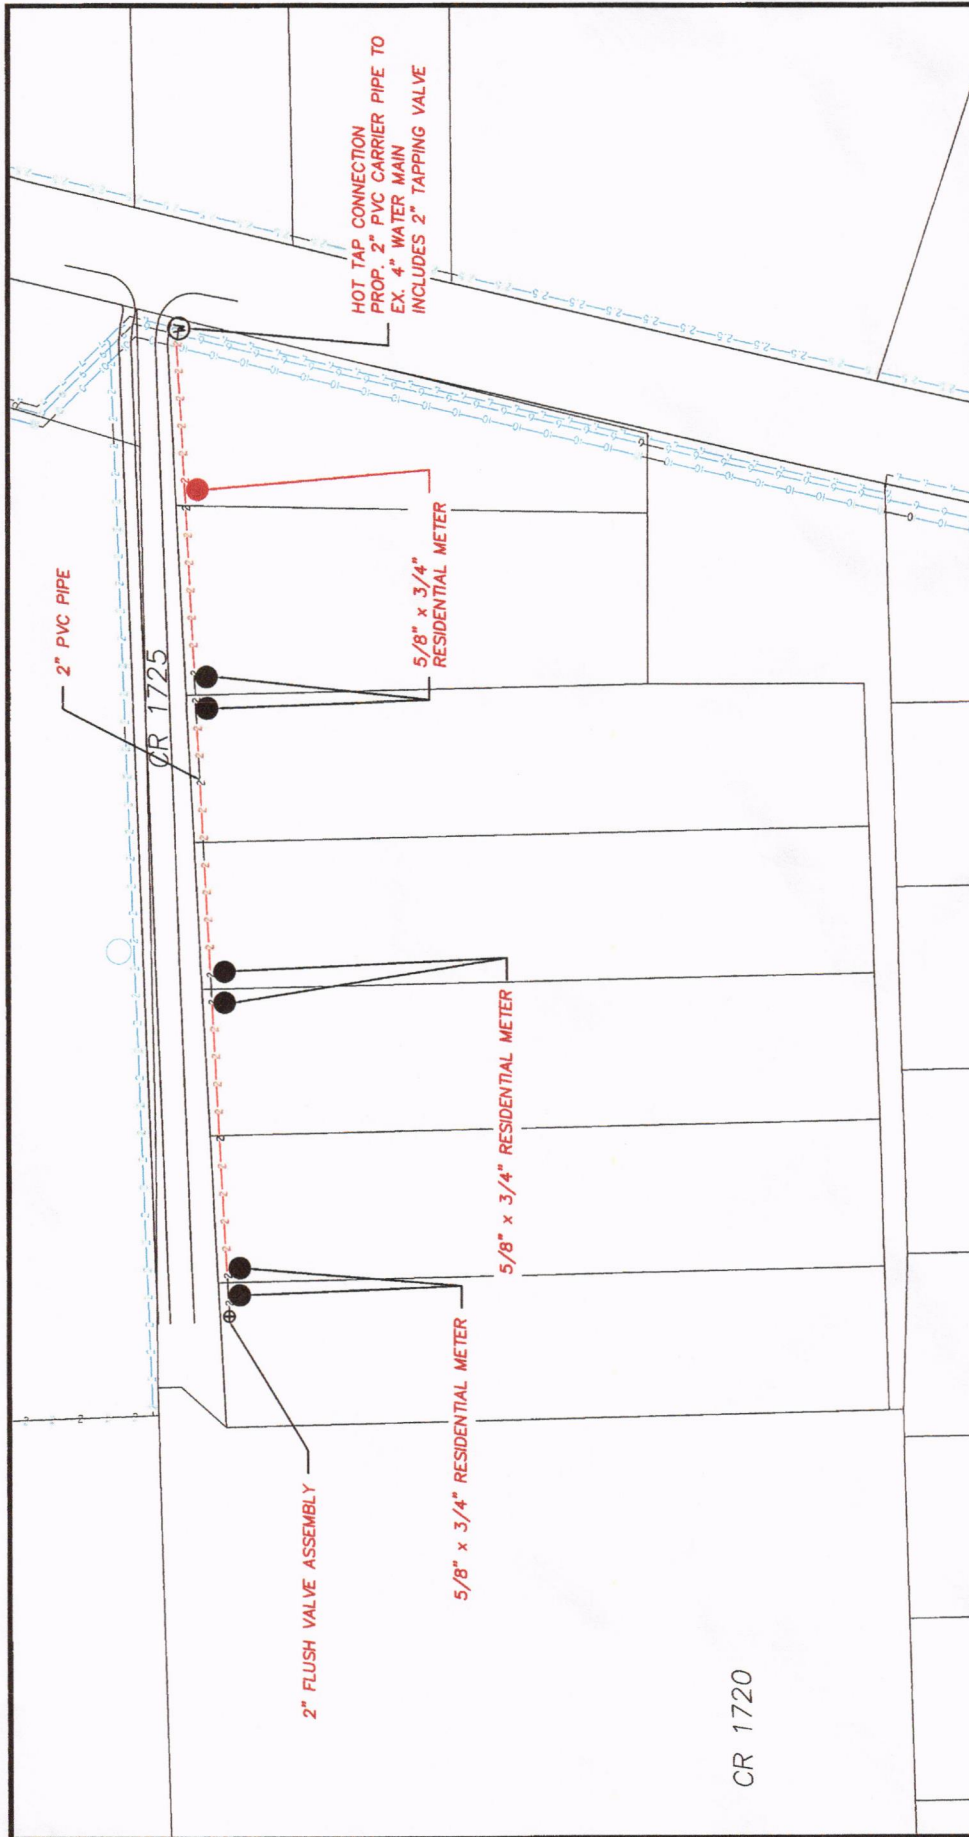 HOT TAP CONNECTION
PROP. 2" PVC CARRIER PIPE TO
EX. 4" WATER MAIN
INCLUDES 2" TAPPING VALVE
W
2" PVC PIPE
CR 1725
5/8" x 3/4"
RESIDENTIAL METER
5/8" x 3/4" RESIDENTIAL METER
5/8" x 3/4" RESIDENTIAL METER
2" FLUSH VALVE ASSEMBLY
CR 1720